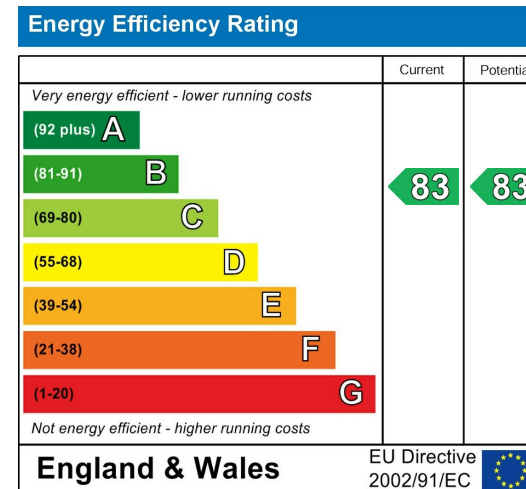 Energy Efficiency Rating
Current Potentia
Very energy efficient - lower running costs
(92 plus) A
(81-91) B
83 83
(69-80) C
(55-68) D
(39-54) E
(21-38) F
(1-20) G
Not energy efficient - higher running costs
England & Wales
EU Directive
2002/91/EC